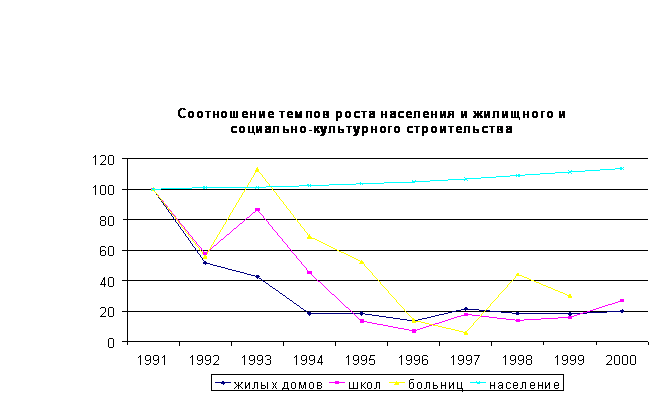 Соотношение темпов роста населения и жилищного и
социально-культурного строительства
120
100
80
60
40
20
0
1991 1992 1993 1994 1995 1996 1997 1998 1999 2000
жилых домов школ больниц население